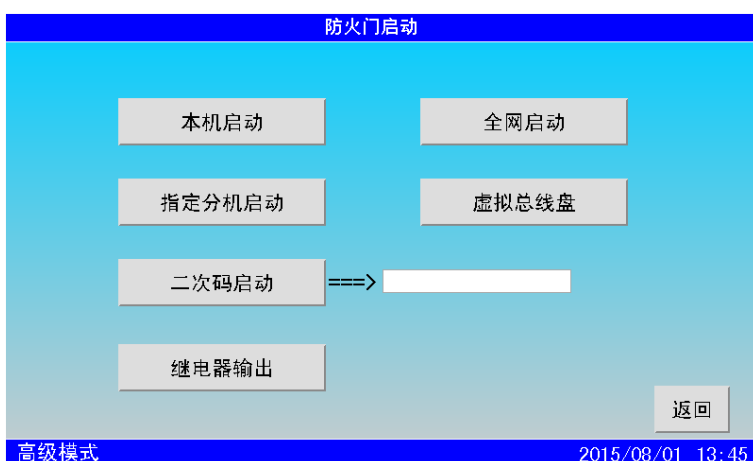 防火门启动
本机启动 全网启动
指定分机启动 虚拟总线盘
二次码启动 ===>
继电器输出
返回
高级模式 2015/08/01 13:45